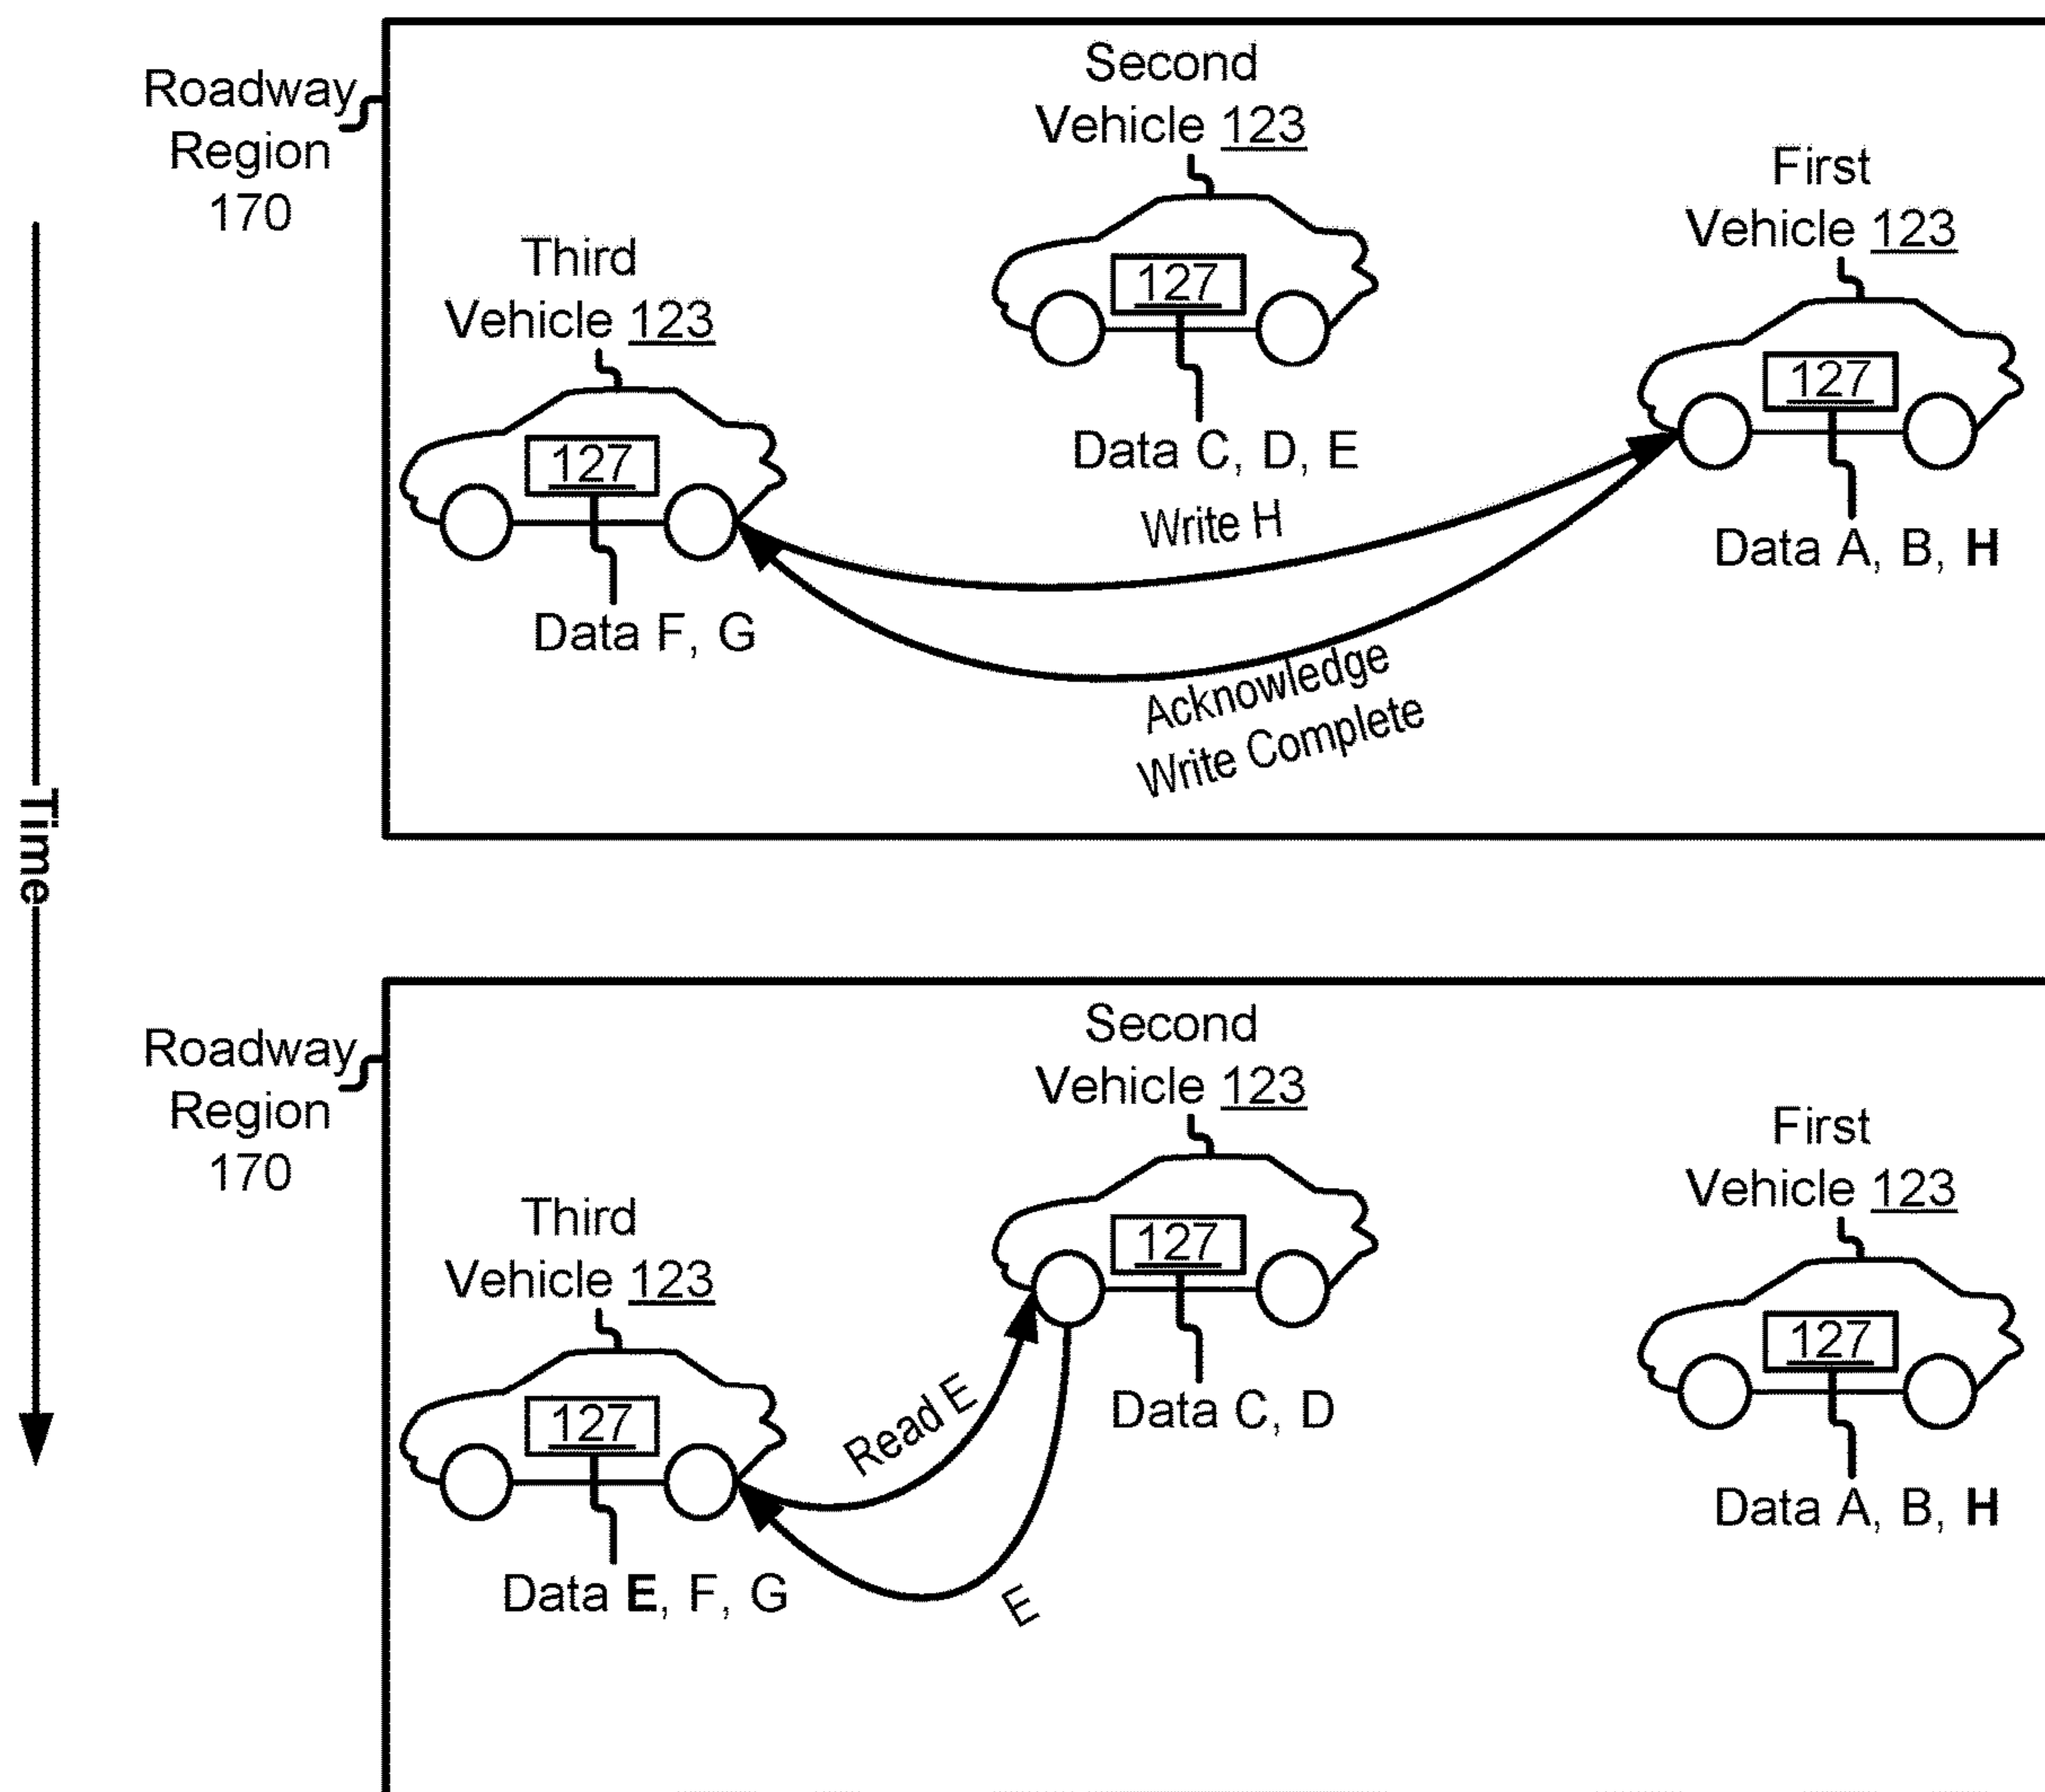 Roadway
Region
170
Second
Vehicle 123
127
Data C, D, E
First
Vehicle 123
127
Data A, B, H
Third
Vehicle 123
127
Data F, G
Write H
Acknowledge
Write Complete
Time
Roadway
Region
170
Second
Vehicle 123
127
Data C, D
First
Vehicle 123
127
Data A, B, H
Third
Vehicle 123
127
Data E, F, G
Read E
E